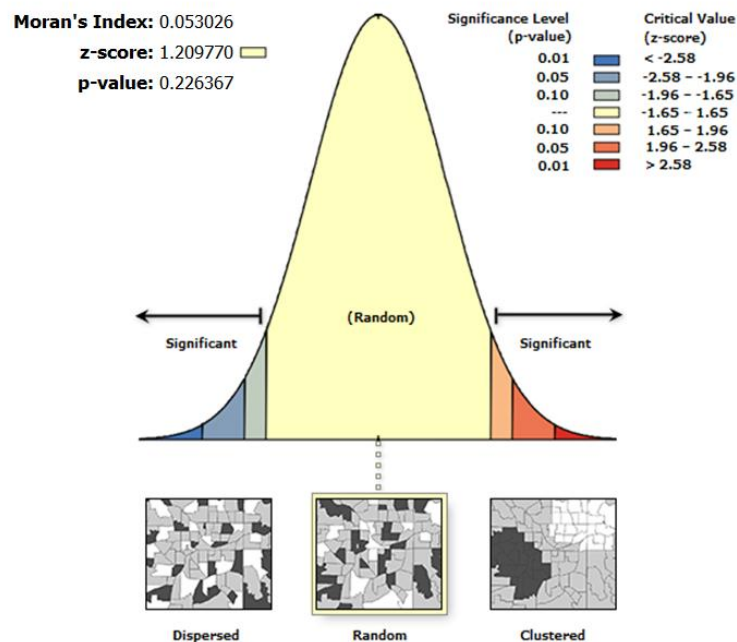 Moran's Index: 0.053026
z-score: 1.209770
p-value: 0.226367
Significance Level
(p-value)
Critical Value
(z-score)
0.01 < -2.58
0.05 -2.58 – -1.96
0.10 -1.96 – -1.65
--- -1.65 – 1.65
0.10 1.65 – 1.96
0.05 1.96 – 2.58
0.01 > 2.58
Significant
(Random)
Significant
Dispersed
Random
Clustered